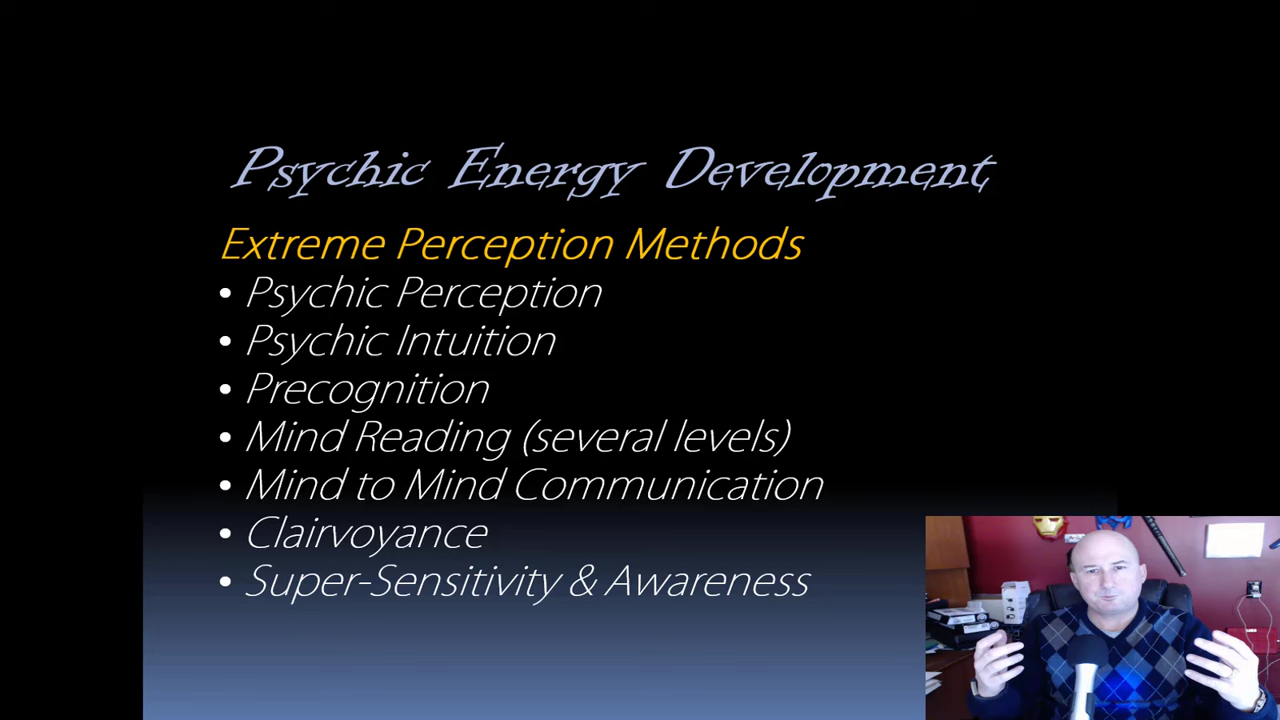 Psychic Energy Development
Extreme Perception Methods
• Psychic Perception
• Psychic Intuition
• Precognition
• Mind Reading (several levels)
• Mind to Mind Communication
• Clairvoyance
• Super-Sensitivity & Awareness